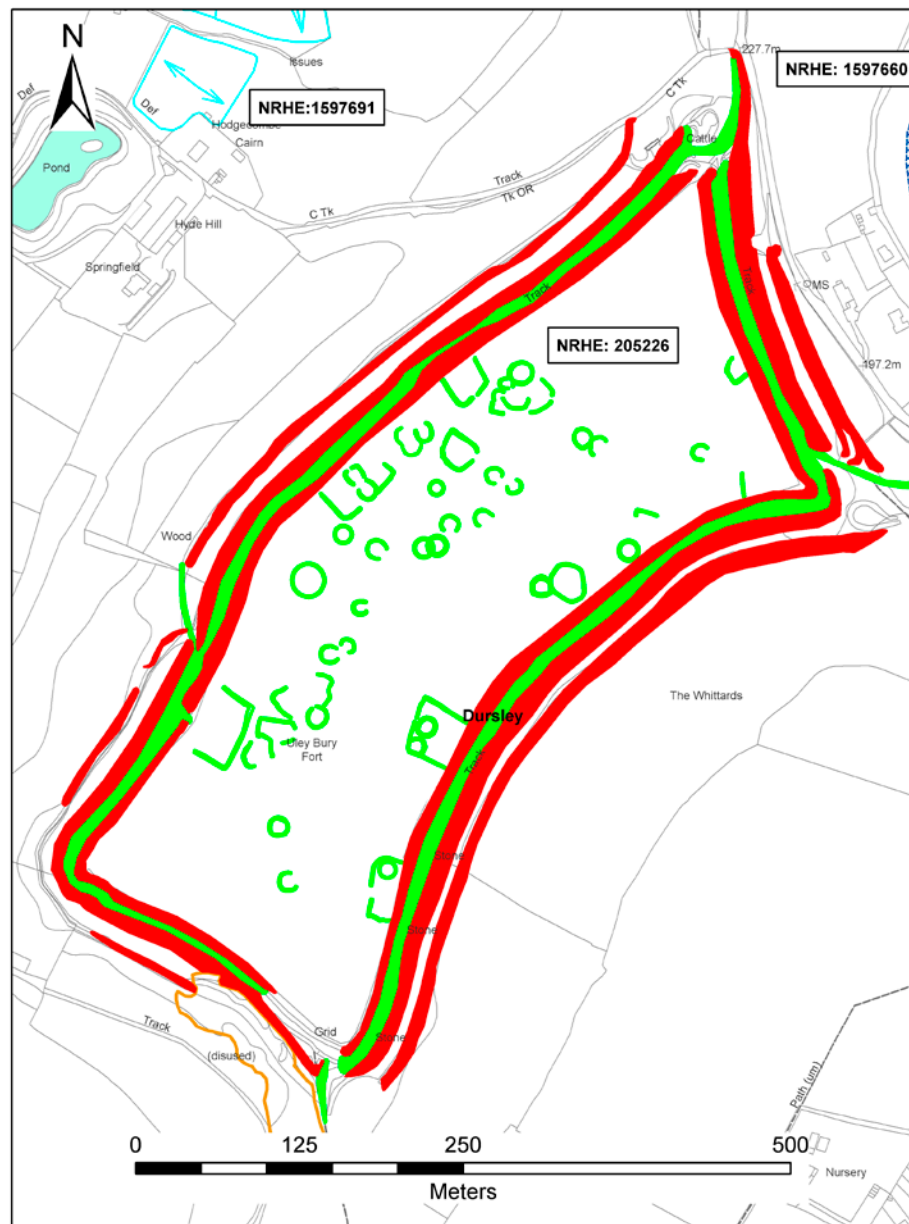 N
Issues
227.7m
NRHE: 1597660
NRHE:1597691
Def
Def
C Tk
Hodgecombe
Cairn
Cattle
Pond
Track
Tk OR
C Tk
Hyde Hill
Springfield
Track
Track
MS
NRHE: 205226
197.2m
Wood
The Whittards
Dursley
Uley Bury
Fort
Track
Stone
Stone
Track
Grid
Stone
(disused)
Path (um)
0 125 250 500
Meters
Nursery